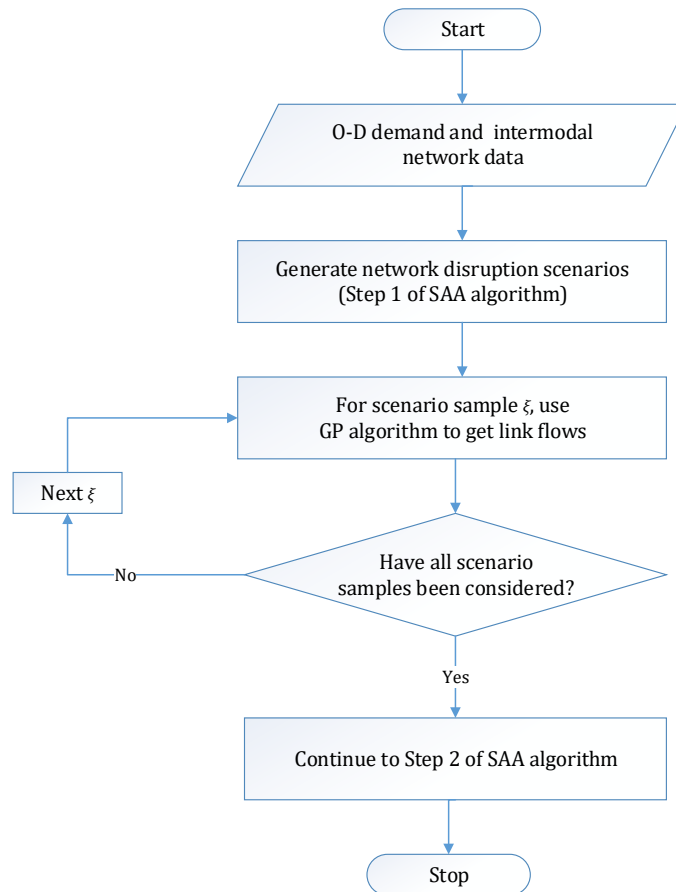 Start
O-D demand and intermodal
network data
Generate network disruption scenarios
(Step 1 of SAA algorithm)
For scenario sample ξ, use
GP algorithm to get link flows
Next ξ
Have all scenario
samples been considered?
No
Yes
Continue to Step 2 of SAA algorithm
Stop